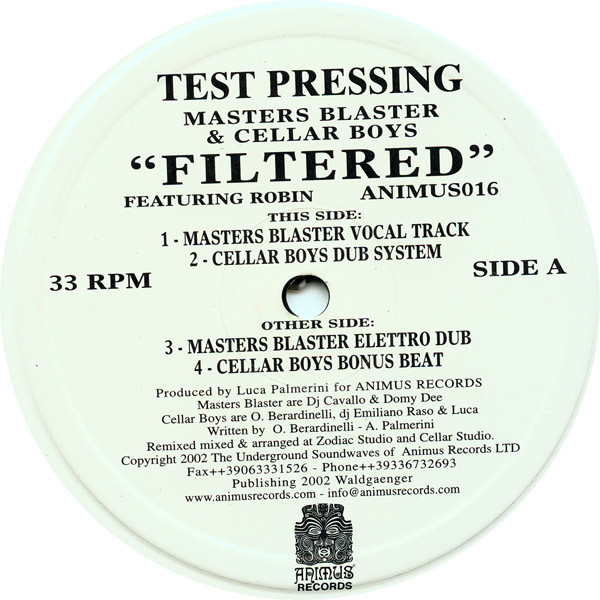 TEST PRESSING
MASTERS BLASTER
& CELLAR BOYS
“FILTERED”
FEATURING ROBIN ANIMUS016
THIS SIDE:
1 - MASTERS BLASTER VOCAL TRACK
2 - CELLAR BOYS DUB SYSTEM
33 RPM SIDE A
OTHER SIDE:
3 - MASTERS BLASTER ELETTRO DUB
4 - CELLAR BOYS BONUS BEAT
Produced by Luca Palmerini for ANIMUS RECORDS
Masters Blaster are Dj Cavallo & Domy Dee
Cellar Boys are O. Berardinelli, dj Emiliano Raso & Luca
Written by O. Berardinelli - A. Palmerini
Remixed mixed & arranged at Zodiac Studio and Cellar Studio.
Copyright 2002 The Underground Soundwaves of Animus Records LTD
Fax++39063331526 - Phone++39336732693
Publishing 2002 Waldgaenger
www.animusrecords.com - info@animusrecords.com
ANIMUS
RECORDS